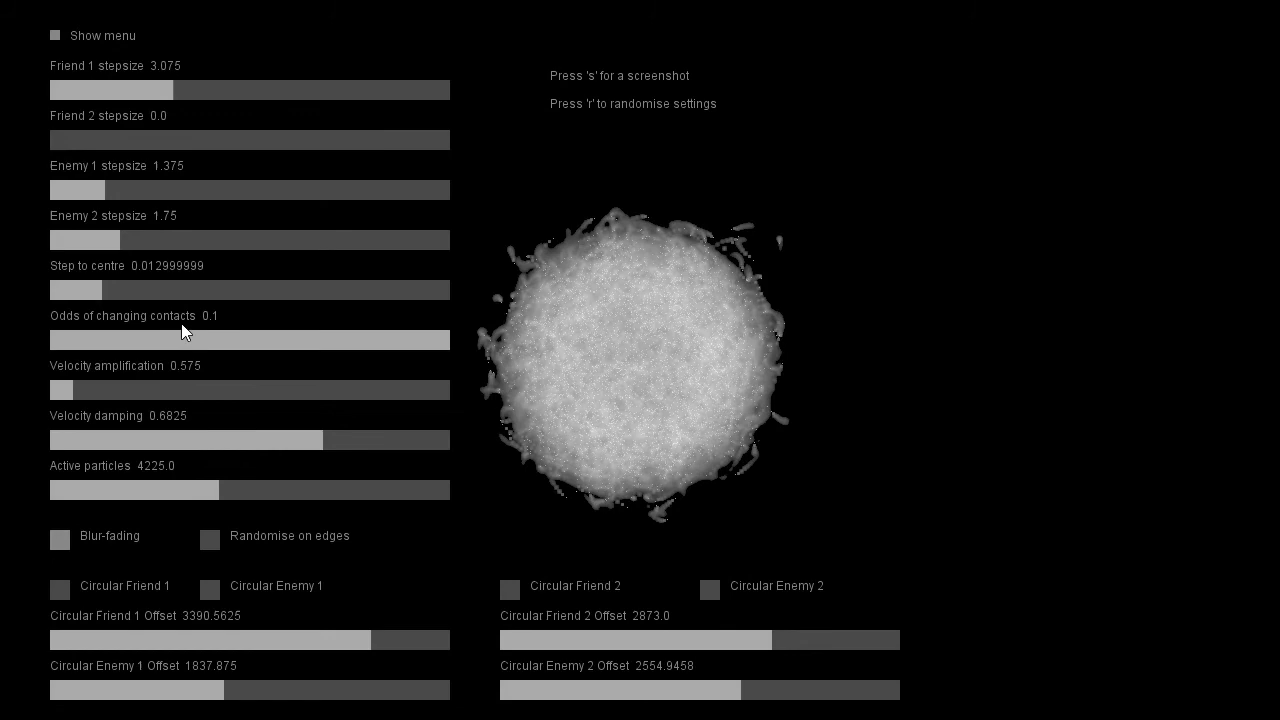 Show menu
Friend 1 stepsize 3.075
Press 's' for a screenshot
Press 'r' to randomise settings
Friend 2 stepsize 0.0
Enemy 1 stepsize 1.375
Enemy 2 stepsize 1.75
Step to centre 0.012999999
Odds of changing contacts 0.1
Velocity amplification 0.575
Velocity damping 0.6825
Active particles 4225.0
Blur-fading
Randomise on edges
Circular Friend 1
Circular Enemy 1
Circular Friend 2
Circular Enemy 2
Circular Friend 1 Offset 3390.5625
Circular Friend 2 Offset 2873.0
Circular Enemy 1 Offset 1837.875
Circular Enemy 2 Offset 2554.9458